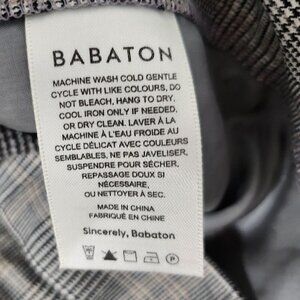 BABATON
MACHINE WASH COLD GENTLE
CYCLE WITH LIKE COLOURS, DO
NOT BLEACH, HANG TO DRY.
COOL IRON ONLY IF NEEDED,
OR DRY CLEAN. LAVER À LA
MACHINE À L'EAU FROIDE AU
CYCLE DÉLICAT AVEC COULEURS
SEMBLABLES, NE PAS JAVELISER,
SUSPENDRE POUR SÉCHER,
REPASSAGE DOUX SI
NÉCESSAIRE,
OU NETTOYER À SEC.
MADE IN CHINA
FABRIQUÉ EN CHINE
Sincerely, Babaton
P